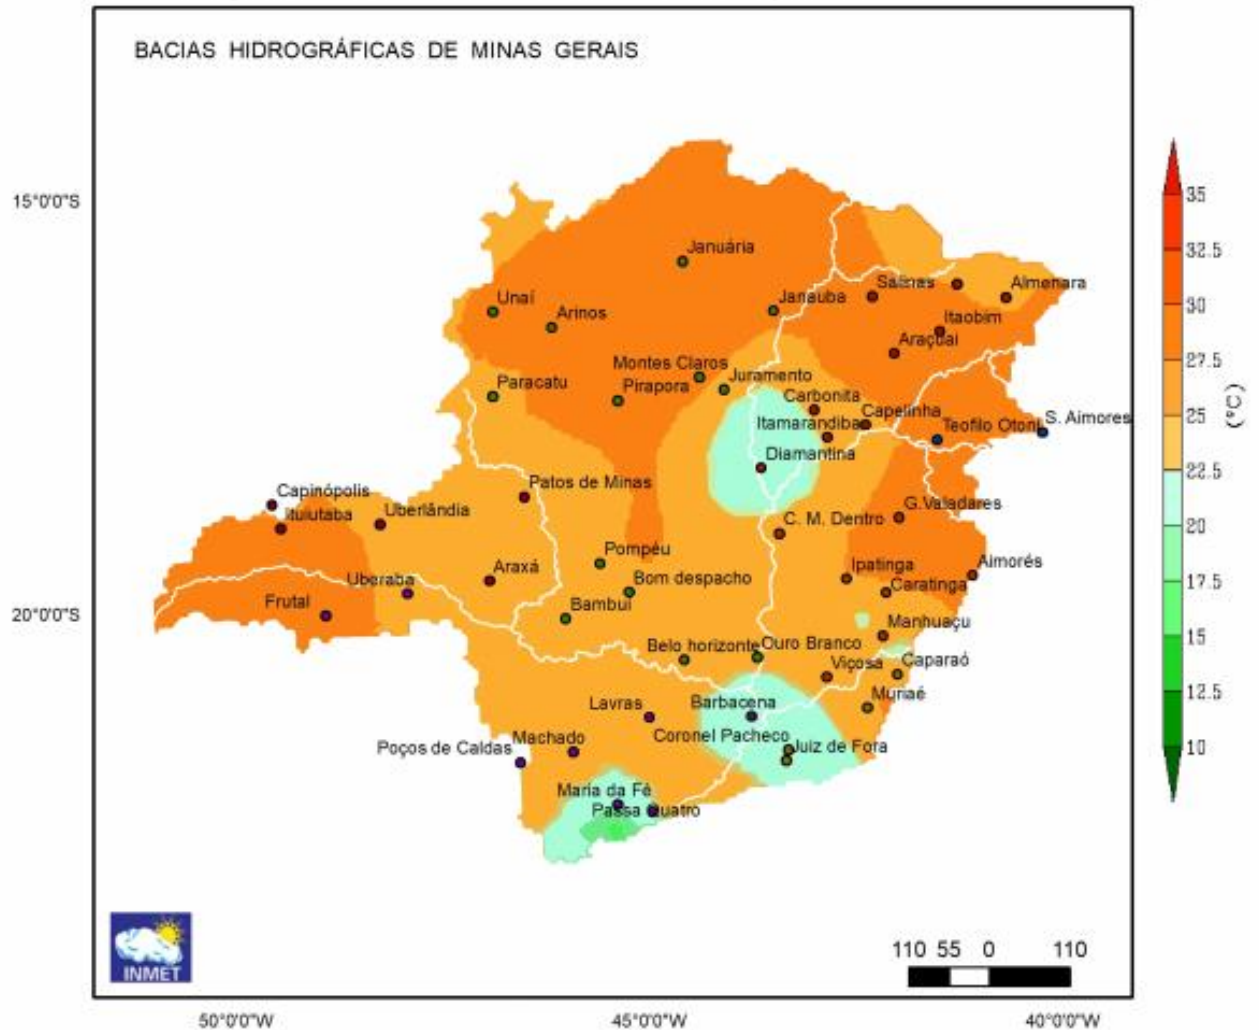 BACIAS HIDROGRÁFICAS DE MINAS GERAIS
15°0'0"S
35
32.5
Januária
Salinas
Almenara
Unaí
Janauba
30
Arinos
Itaobim
Araçuai
27.5
Montes Claros
Paracatu
Pirapora
Juramento
Carbonita
(°C)
25
Itamarandiba
Capelinha
S. Aimores
Teofilo Otoni
Diamantina
22.5
Patos de Minas
Capinópolis
G.Valadares
Uberlândia
Ituiutaba
C. M. Dentro
20
Pompéu
Ipatinga
Aimorés
Araxá
Bom despacho
Uberaba
Caratinga
17.5
Frutal
Bambuí
20°0'0"S
Manhuaçu
15
Belo horizonte
Ouro Branco
Viçosa
Caparaó
12.5
Lavras
Barbacena
Muriaé
Coronel Pacheco
Machado
Poços de Caldas
Juiz de Fora
10
Maria da Fé
Passa Quatro
INMET
110 55 0 110
50°0'0"W
45°0'0"W
40°0'0"W